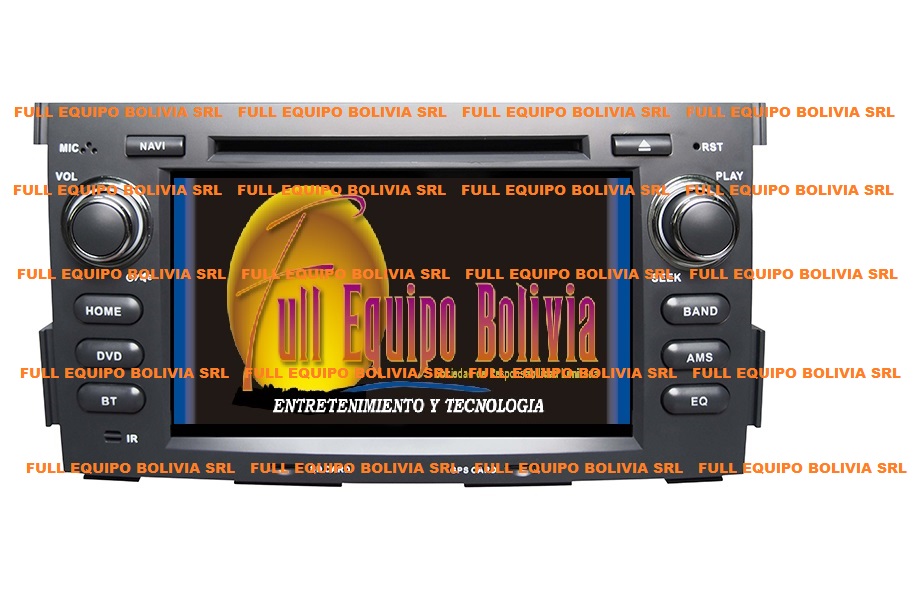 FULL EQUIPO BOLIVIA SRL FULL EQUIPO BOLIVIA SRL FULL EQUIPO BOLIVIA SRL FULL EQUIPO BOLIVIA SRL
MIC NAVI RST
VOL PLAY
FULL EQUIPO BOLIVIA SRL FULL EQUIPO BOLIVIA SRL FULL EQUIPO BOLIVIA SRL FULL EQUIPO BOLIVIA SRL
FULL EQUIPO BOLIVIA SRL FULL EQUIPO BOLIVIA SRL FULL EQUIPO BOLIVIA SRL FULL EQUIPO BOLIVIA SRL
SEEK
HOME BAND
Full Equipo Bolivia
DVD AMS
FULL EQUIPO BOLIVIA SRL FULL EQUIPO BOLIVIA SRL FULL EQUIPO BOLIVIA SRL FULL EQUIPO BOLIVIA SRL
BT EQ
ENTRETENIMIENTO Y TECNOLOGIA
IR
FULL EQUIPO BOLIVIA SRL FULL EQUIPO BOLIVIA SRL FULL EQUIPO BOLIVIA SRL FULL EQUIPO BOLIVIA SRL